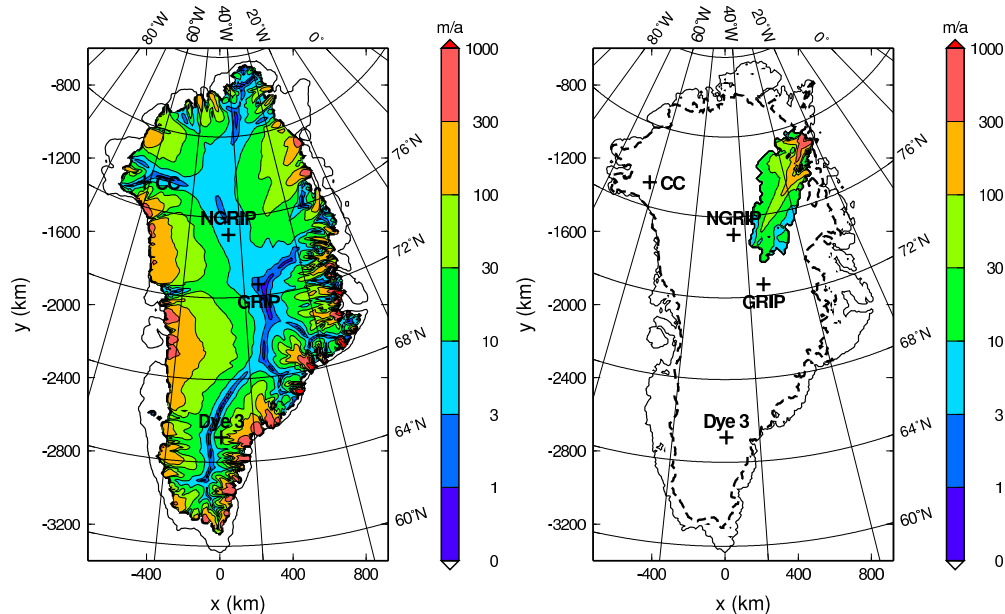 80°W 60°W 40°W 20°W 0° m/a
1000
300
100
30
10
3
1
0
-800
-1200
-1600
-2000
-2400
-2800
-3200
y (km)
-400 0 400 800
x (km)
76°N
72°N
68°N
64°N
60°N
CC
NGRIP
GRIP
Dye 3
80°W 60°W 40°W 20°W 0° m/a
1000
300
100
30
10
3
1
0
-800
-1200
-1600
-2000
-2400
-2800
-3200
y (km)
-400 0 400 800
x (km)
76°N
72°N
68°N
64°N
60°N
CC
NGRIP
GRIP
Dye 3